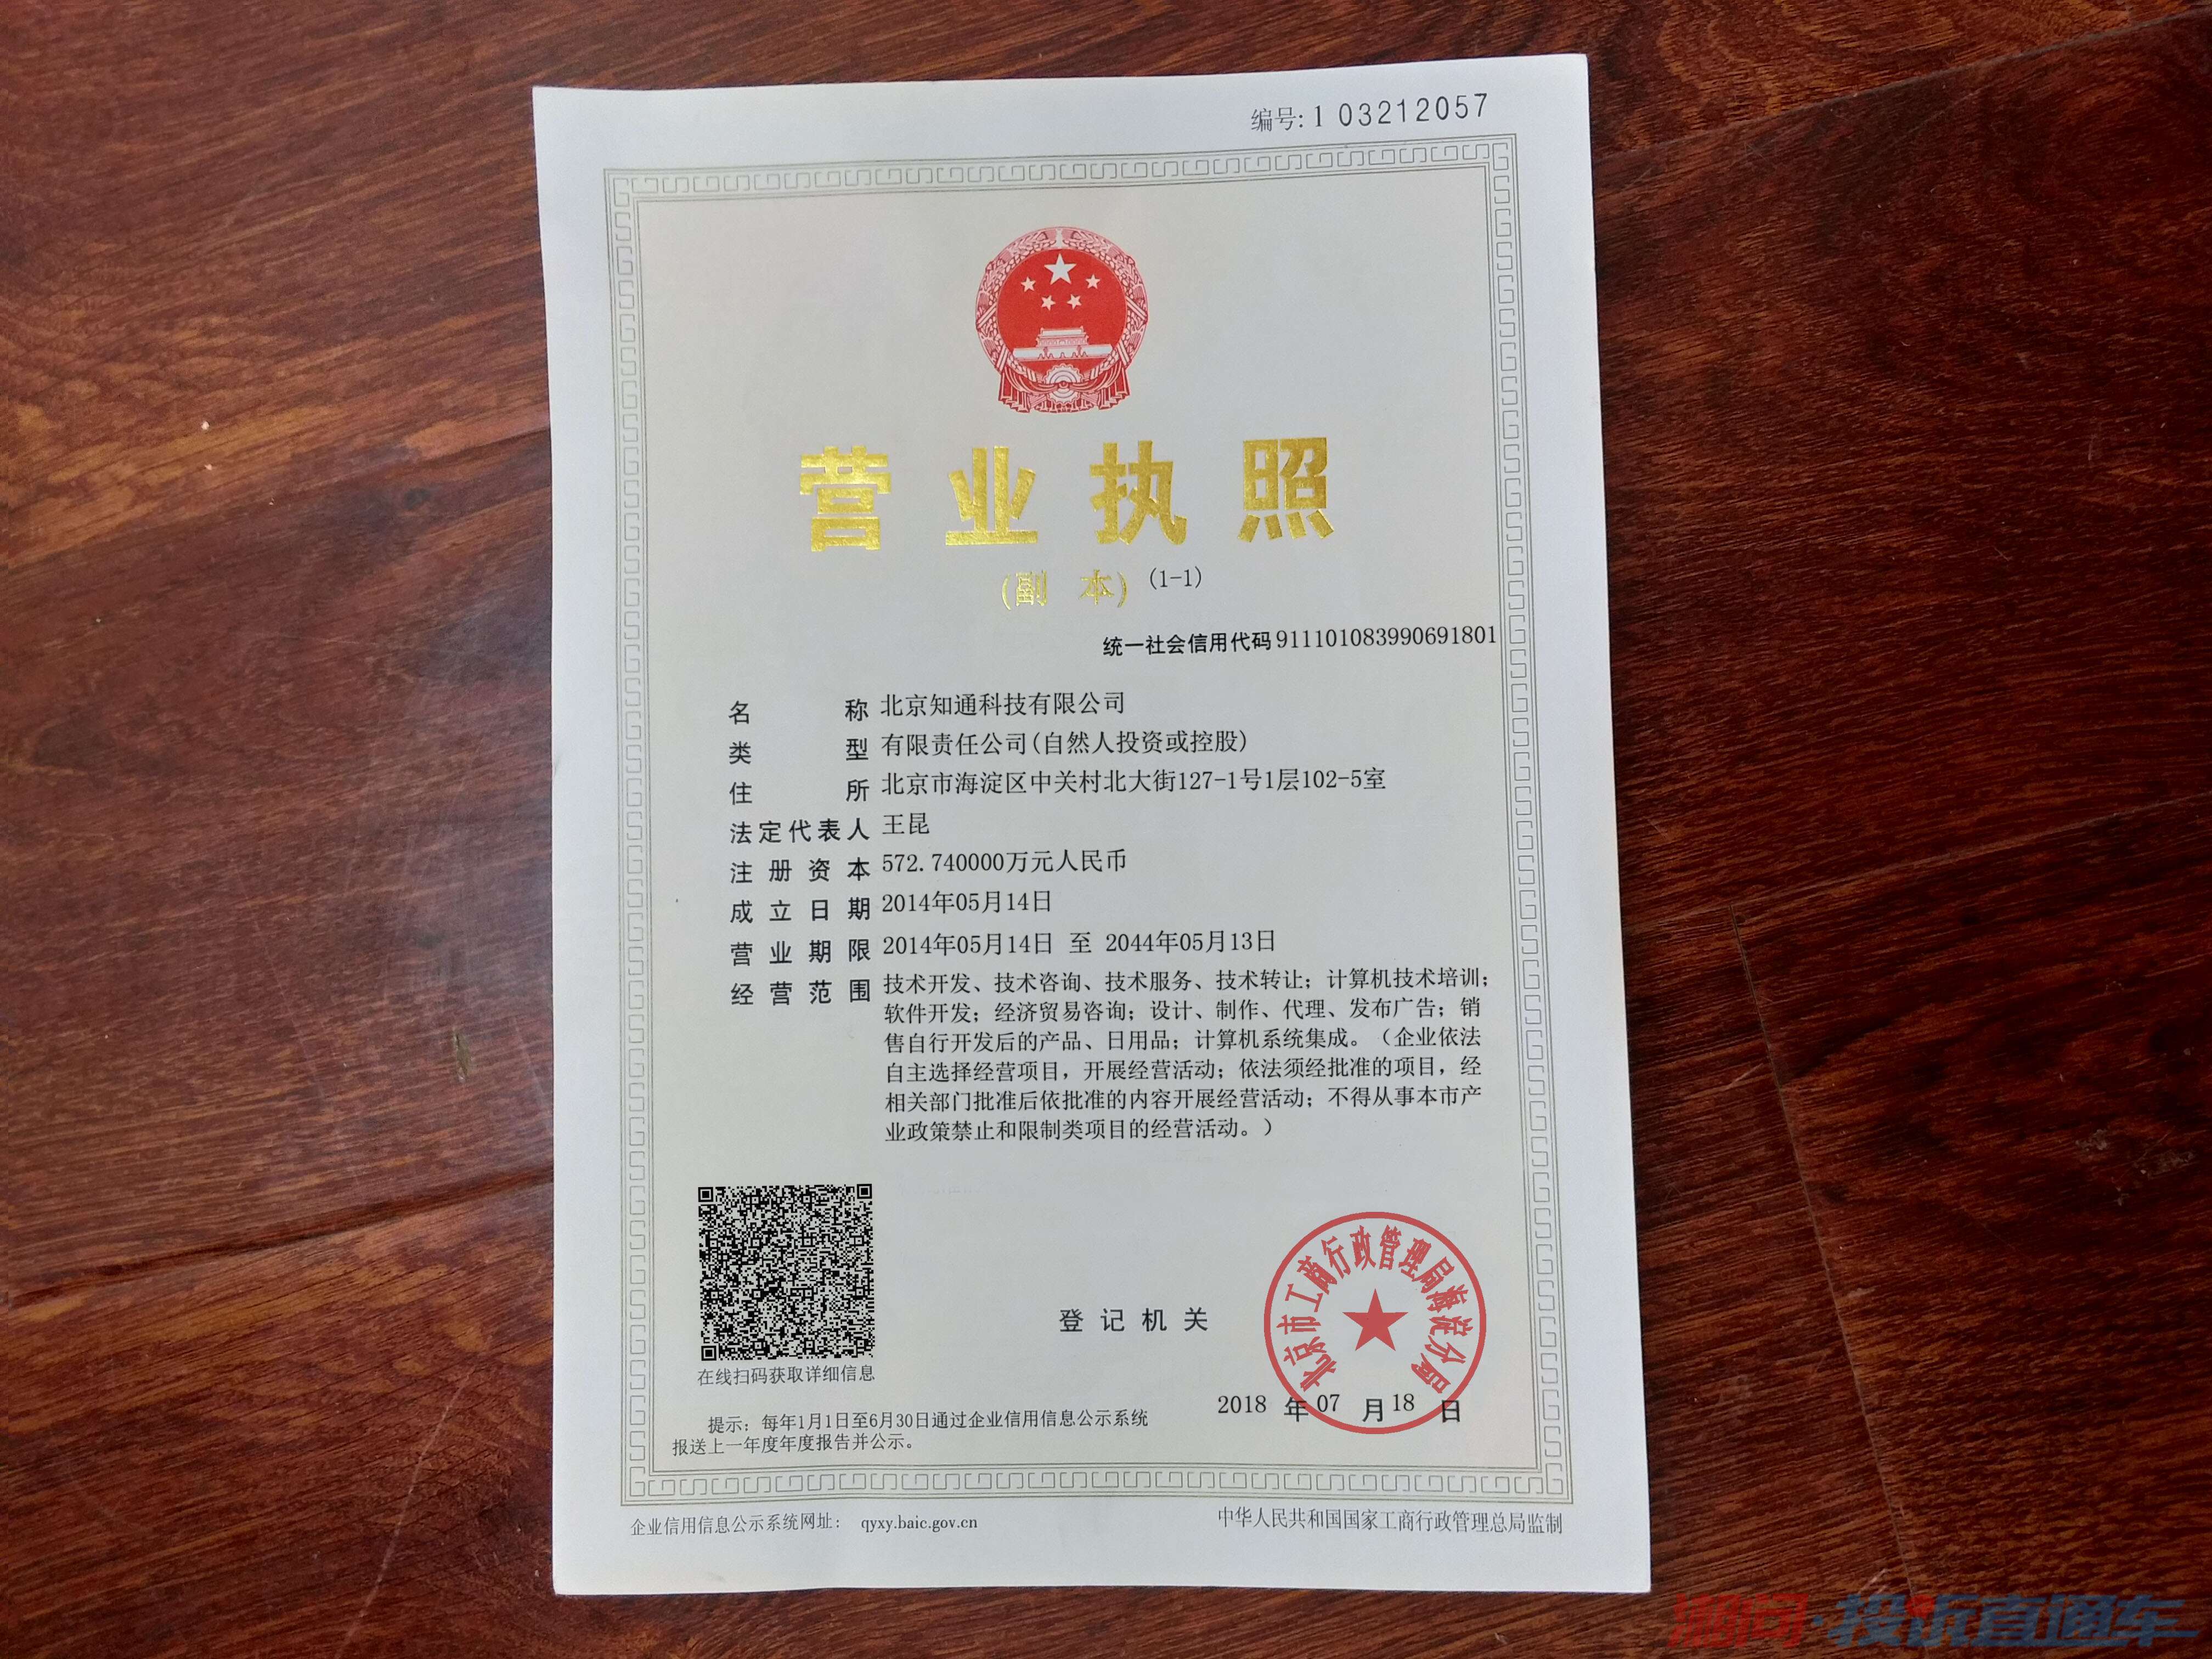 编号:1 03212057
营业执照
(副 本) (1-1)
统一社会信用代码 911101083990691801
名称 北京知通科技有限公司
类型 有限责任公司(自然人投资或控股)
住所 北京市海淀区中关村北大街127-1号1层102-5室
法定代表人 王昆
注册资本 572.740000万元人民币
成立日期 2014年05月14日
营业期限 2014年05月14日 至 2044年05月13日
经营范围 技术开发、技术咨询、技术服务、技术转让；计算机技术培训；
软件开发；经济贸易咨询；设计、制作、代理、发布广告；销
售自行开发后的产品、日用品；计算机系统集成。（企业依法
自主选择经营项目，开展经营活动；依法须经批准的项目，经
相关部门批准后依批准的内容开展经营活动；不得从事本市产
业政策禁止和限制类项目的经营活动。）
在线扫码获取详细信息
登记机关
北京市工商行政管理局海淀分局
2018 年 07 月 18 日
提示：每年1月1日至6月30日通过企业信用信息公示系统
报送上一年度年度报告并公示。
企业信用信息公示系统网址： qyxy.baic.gov.cn
中华人民共和国国家工商行政管理总局监制
湘问·投诉直通车